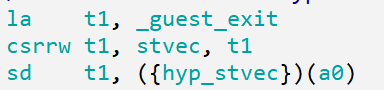 la t1, _guest_exit
csrrw t1, stvec, t1
sd t1, ({hyp_stvec})(a0)